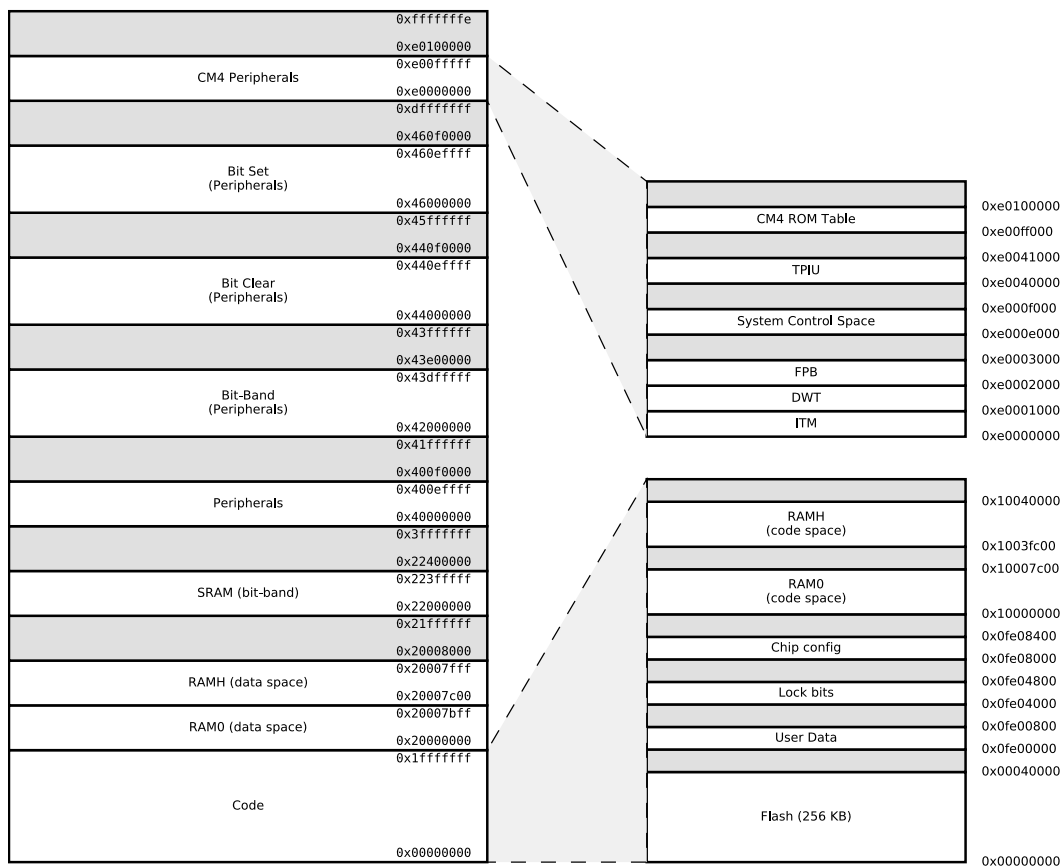 0xfffffffe
0xe0100000
0xe00fffff
CM4 Peripherals
0xe0000000
0xdfffffff
0x460f0000
0x460effff
Bit Set
(Peripherals)
0x46000000
0x45ffffff
0x440f0000
0x440effff
Bit Clear
(Peripherals)
0x44000000
0x43ffffff
0x43e00000
0x43dfffff
Bit-Band
(Peripherals)
0x42000000
0x41ffffff
0x400f0000
0x400effff
Peripherals
0x40000000
0x3fffffff
0x22400000
0x223fffff
SRAM (bit-band)
0x22000000
0x21ffffff
0x20008000
0x20007fff
RAMH (data space)
0x20007c00
0x20007bff
RAM0 (data space)
0x20000000
0x1fffffff
Code
0x00000000
0xe0100000
CM4 ROM Table
0xe00ff000
0xe0041000
TPIU
0xe0040000
0xe000f000
System Control Space
0xe000e000
0xe0003000
FPB
0xe0002000
DWT
0xe0001000
ITM
0xe0000000
0x10040000
RAMH
(code space)
0x1003fc00
0x10007c00
RAM0
(code space)
0x10000000
0x0fe08400
Chip config
0x0fe08000
0x0fe04800
Lock bits
0x0fe04000
0x0fe00800
User Data
0x0fe00000
0x00040000
Flash (256 KB)
0x00000000